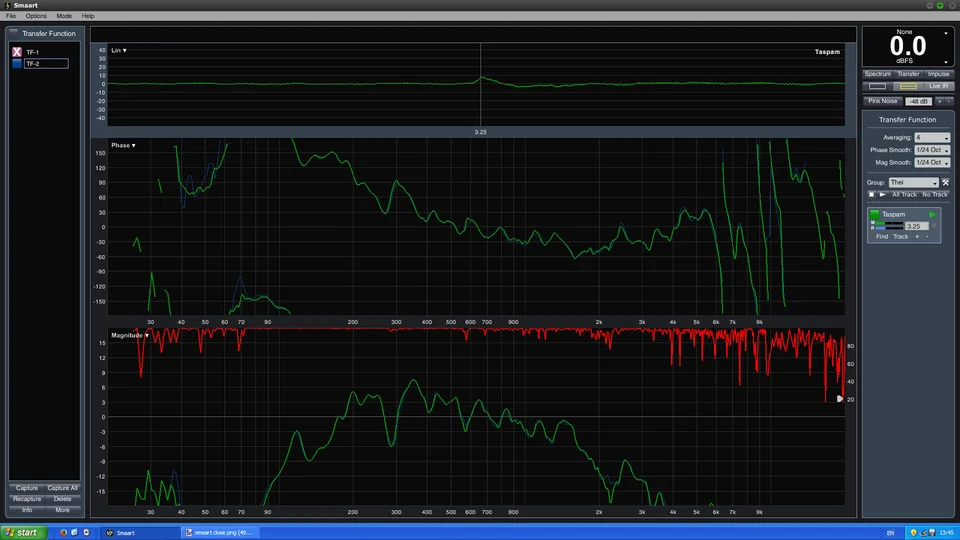 Smaart
File Options Mode Help
Transfer Function
TF-1
TF-2
Capture Capture All
Recapture Delete
Info More
Lin ▾
Taspam
40
30
20
10
0
-10
-20
-30
-40
3.25
Phase ▾
150
120
90
60
30
0
-30
-60
-90
-120
-150
30 40 50 60 70 90 200 300 400 500 600 700 900 2k 3k 4k 5k 6k 7k 9k
Magnitude ▾
15
12
9
6
3
0
-3
-6
-9
-12
-15
80
60
40
20
30 40 50 60 70 90 200 300 400 500 600 700 900 2k 3k 4k 5k 6k 7k 9k
None
0.0
dBFS
Spectrum Transfer Impulse
Live IR
Pink Noise -48 dB + -
Transfer Function
Averaging: 4
Phase Smooth: 1/24 Oct
Mag Smooth: 1/24 Oct
Group: Thei
All Track No Track
Taspam
M
R 3.25
Find Track + -
start Smaart smaart close.png (49... EN 13:45